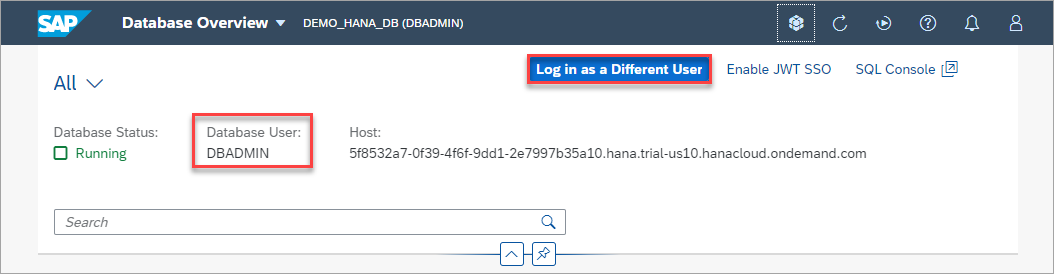 SAP Database Overview DEMO_HANA_DB (DBADMIN)
Log in as a Different User Enable JWT SSO SQL Console
All
Database Status: Database User: Host:
Running DBADMIN 5f8532a7-0f39-4f6f-9dd1-2e7997b35a10.hana.trial-us10.hanacloud.ondemand.com
Search